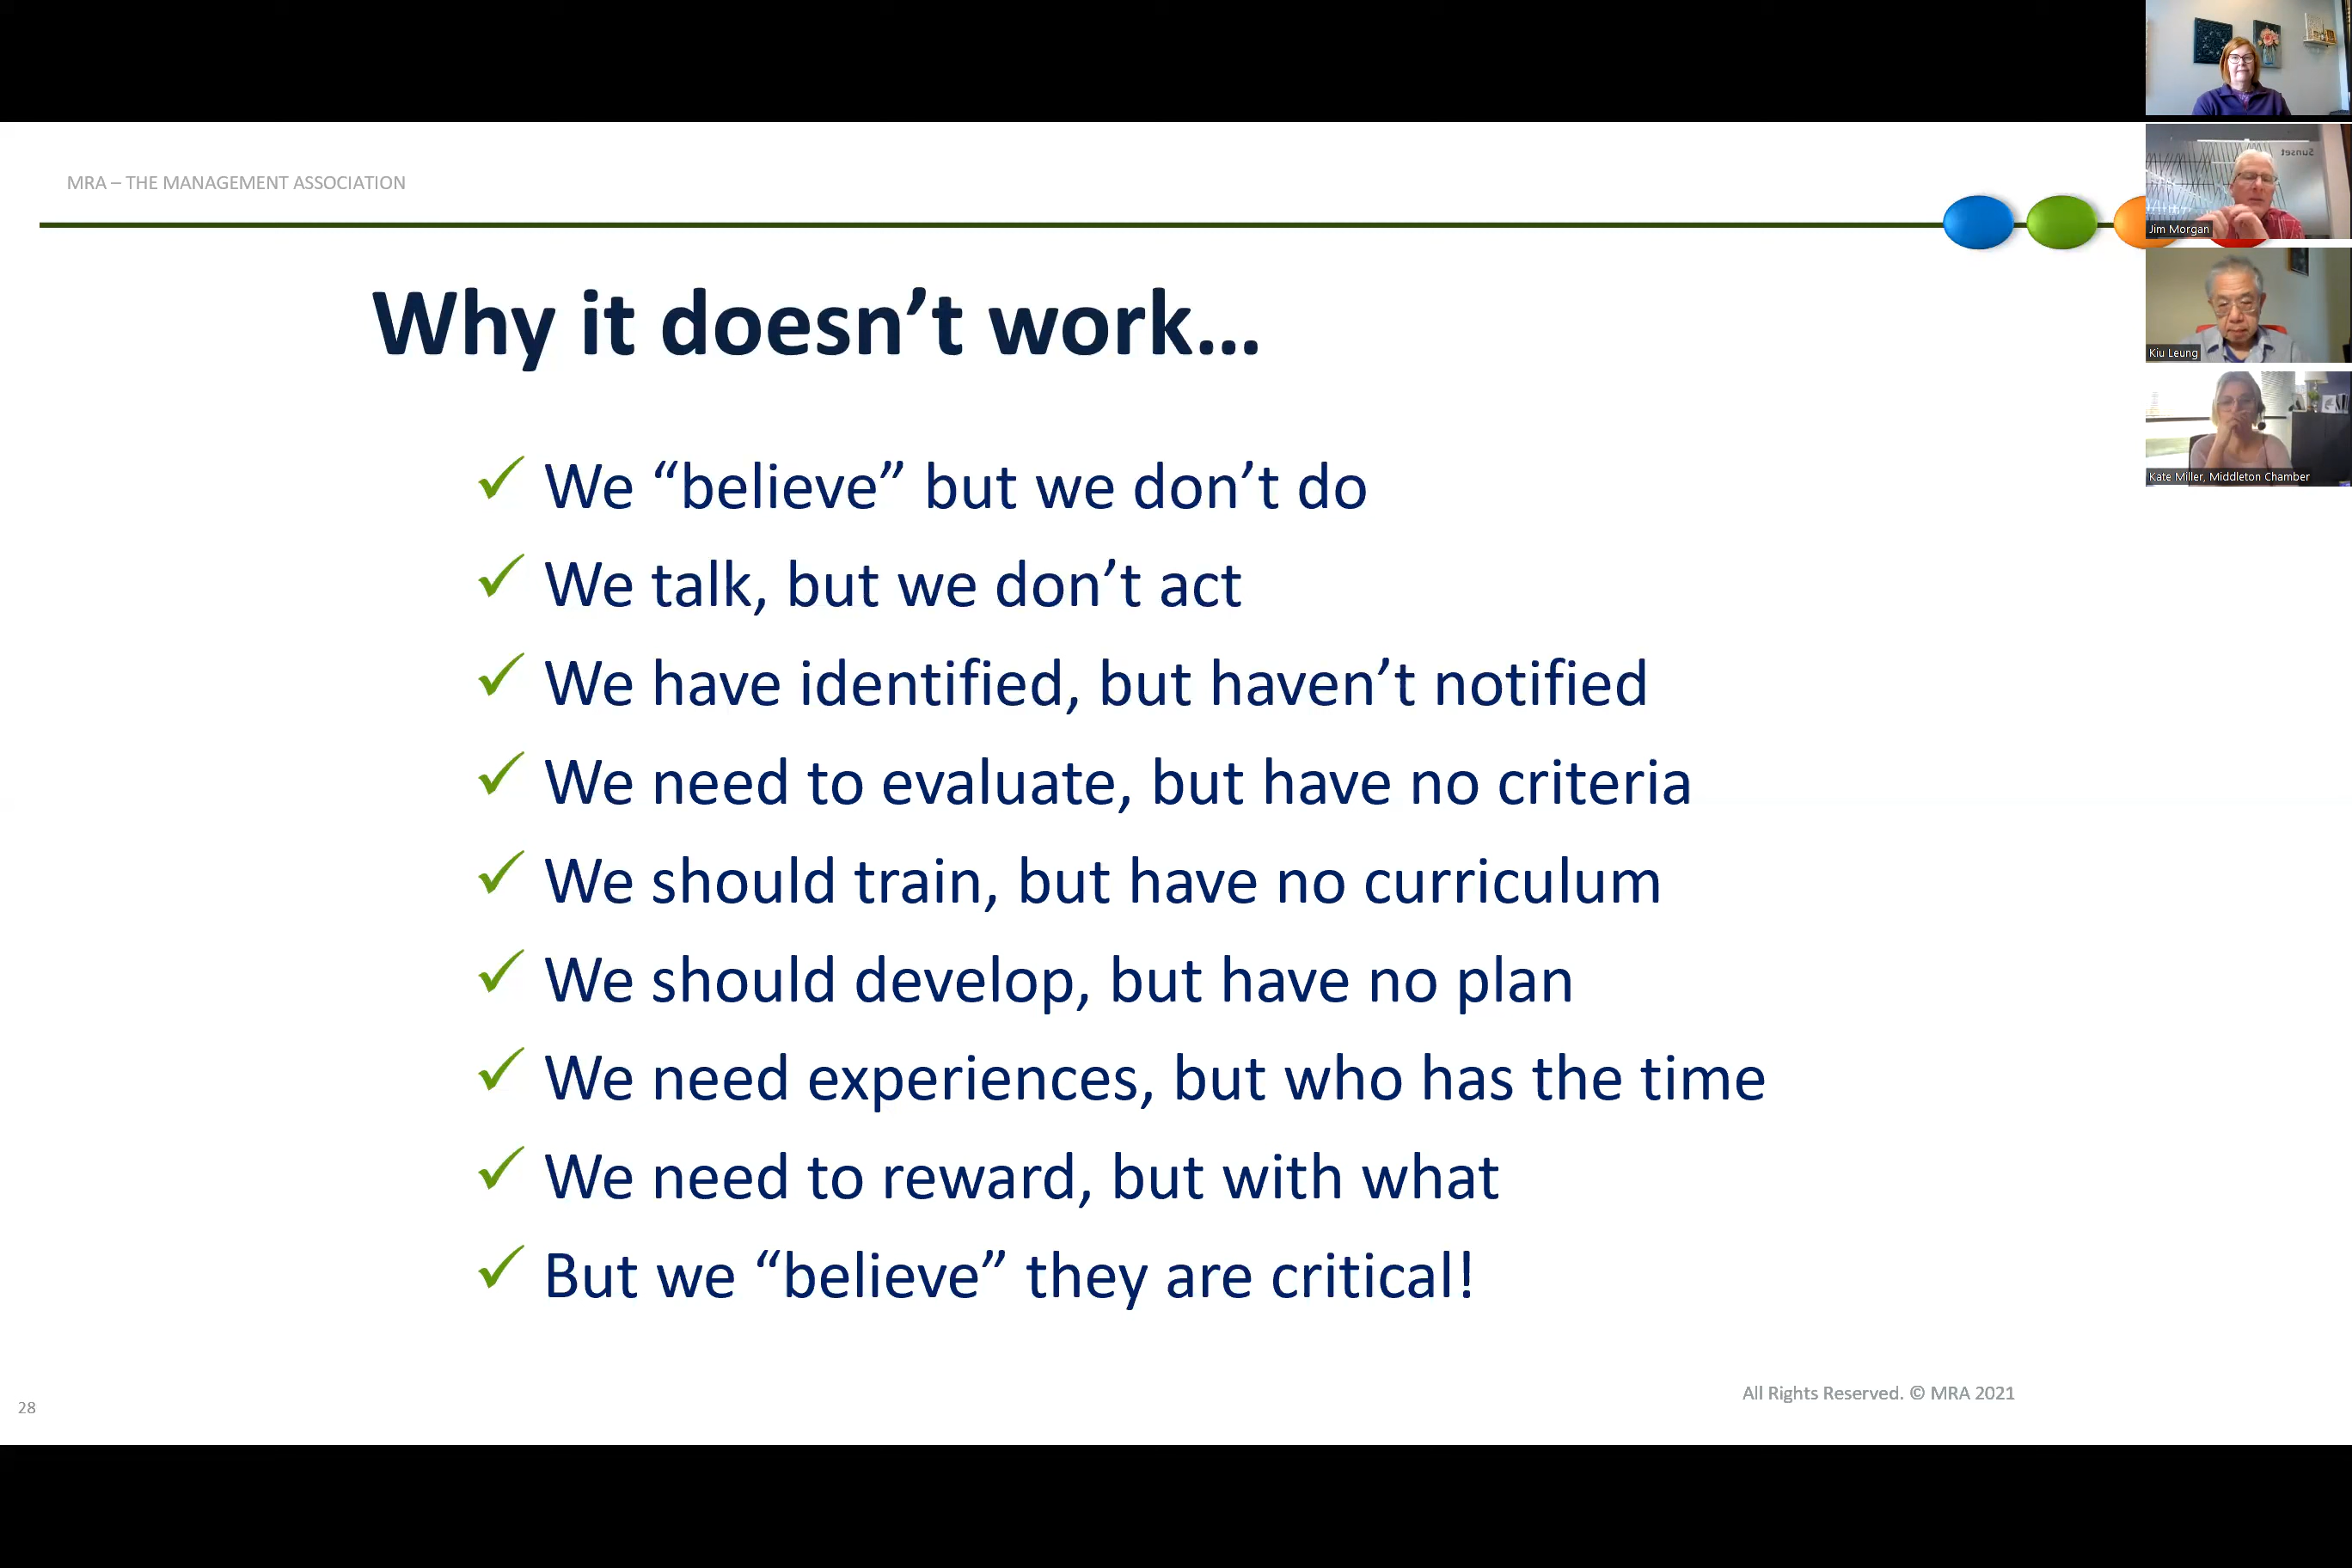 MRA – THE MANAGEMENT ASSOCIATION
Sunset
Jim Morgan
Why it doesn’t work...
Kiu Leung
Kate Miller, Middleton Chamber
We “believe” but we don’t do
We talk, but we don’t act
We have identified, but haven’t notified
We need to evaluate, but have no criteria
We should train, but have no curriculum
We should develop, but have no plan
We need experiences, but who has the time
We need to reward, but with what
But we “believe” they are critical!
All Rights Reserved. © MRA 2021
28